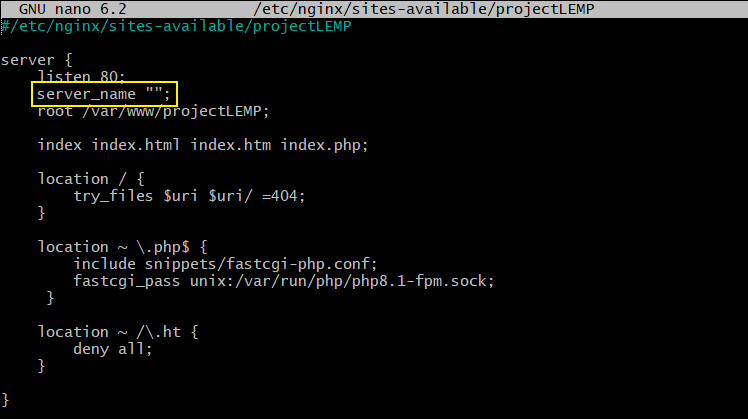 GNU nano 6.2 /etc/nginx/sites-available/projectLEMP
#/etc/nginx/sites-available/projectLEMP
server {
listen 80;
server_name "";
root /var/www/projectLEMP;
index index.html index.htm index.php;
location / {
try_files $uri $uri/ =404;
}
location ~ \.php$ {
include snippets/fastcgi-php.conf;
fastcgi_pass unix:/var/run/php/php8.1-fpm.sock;
}
location ~ /\.ht {
deny all;
}
}